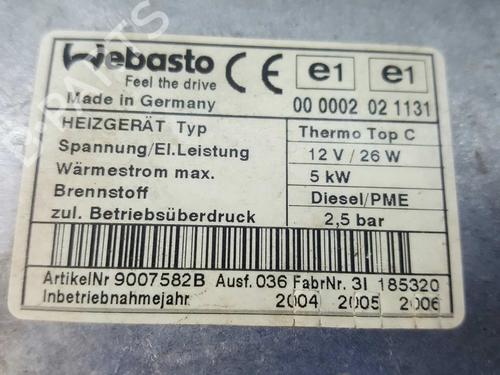 Webasto
Feel the drive
Made in Germany
CE
e1
e1
00 0002
02 1131
HEIZGERÄT Typ
Thermo Top C
Spannung/El.Leistung
12 V / 26 W
Wärmestrom max.
5 kW
Brennstoff
Diesel/PME
zul. Betriebsüberdruck
2,5 bar
ArtikelNr 9007582B Ausf. 036 FabrNr. 3I 185320
Inbetriebnahmejahr 2004 2005 2006